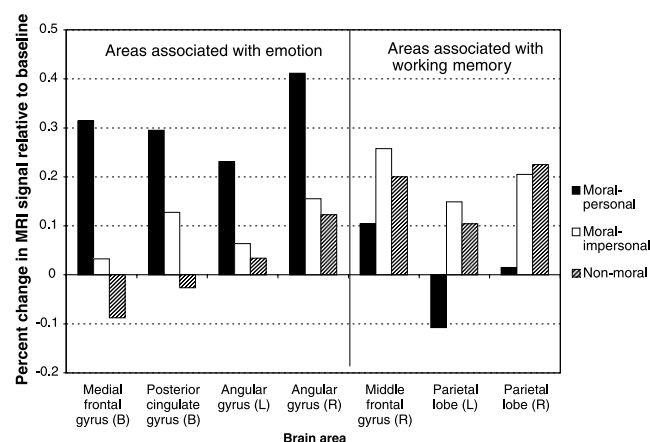 Percent change in MRI signal relative to baseline
0.5
0.4
0.3
0.2
0.1
0
-0.1
-0.2
Areas associated with emotion
Areas associated with
working memory
Moral-
personal
Moral-
impersonal
Non-moral
Medial
frontal
gyrus (B)
Posterior
cingulate
gyrus (B)
Angular
gyrus (L)
Angular
gyrus (R)
Middle
frontal
gyrus (R)
Parietal
lobe (L)
Parietal
lobe (R)
Brain area